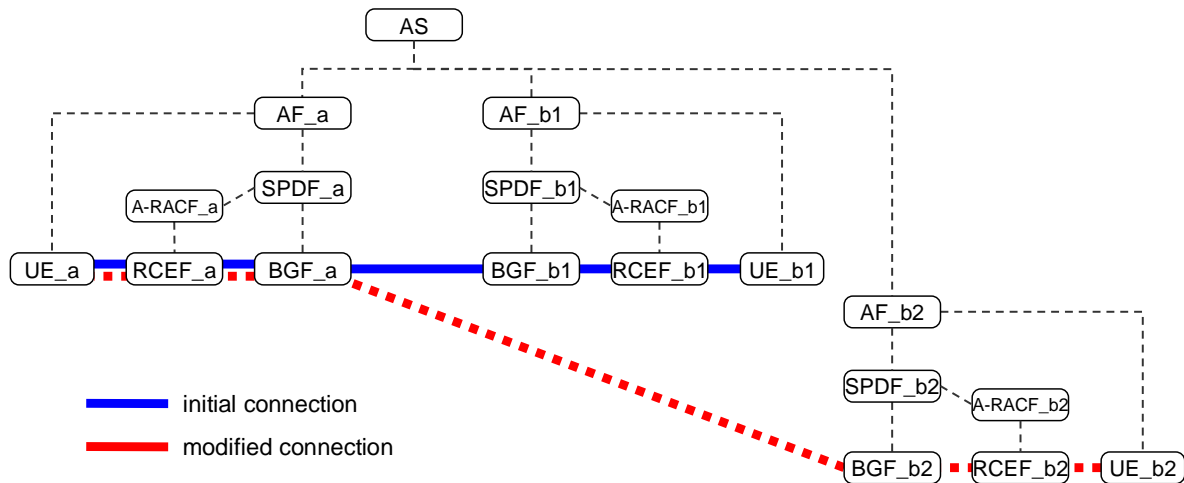 AS
AF_a
AF_b1
SPDF_a
SPDF_b1
A-RACF_a
A-RACF_b1
UE_a
RCEF_a
BGF_a
BGF_b1
RCEF_b1
UE_b1
AF_b2
SPDF_b2
A-RACF_b2
initial connection
modified connection
BGF_b2
RCEF_b2
UE_b2